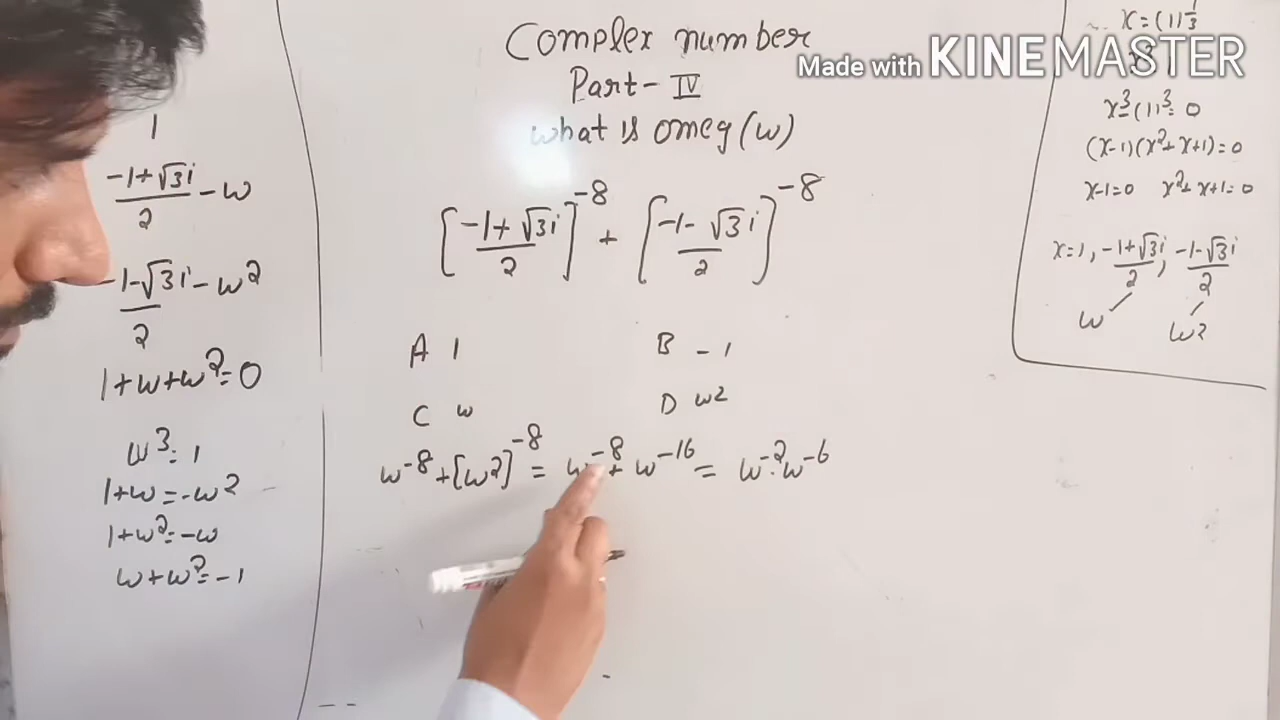 Complex number
Part- IV
what is omeg (w)
Made with KINEMASTER
1
-1+√3i/2 - w
-1-√3i/2 - w²
1+w+w²=0
w³=1
1+w=-w²
1+w²=-w
w+w²=-1
[-1+√3i/2]⁻⁸ + [-1-√3i/2]⁻⁸
A 1 B -1
C w D w2
w⁻⁸+[w²]⁻⁸ = w⁻⁸+w⁻¹⁶ = w⁻².w⁻⁶
x=(1)^1/3
x³-(1)³=0
(x-1)(x²+x+1)=0
x-1=0 x²+x+1=0
x=1, -1+√3i/2, -1-√3i/2
w w2